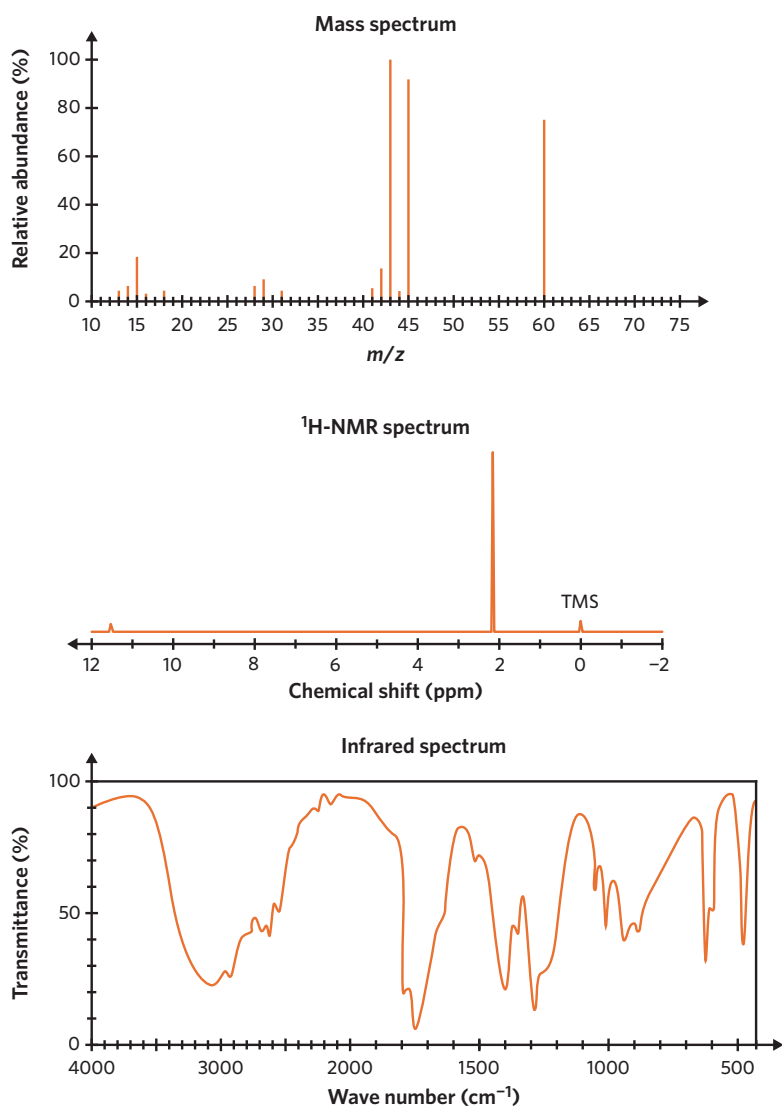 Mass spectrum
Relative abundance (%)
100
80
60
40
20
0
10 15 20 25 30 35 40 45 50 55 60 65 70 75
m/z
¹H-NMR spectrum
TMS
12 10 8 6 4 2 0 −2
Chemical shift (ppm)
Infrared spectrum
Transmittance (%)
100
50
0
4000 3000 2000 1500 1000 500
Wave number (cm⁻¹)